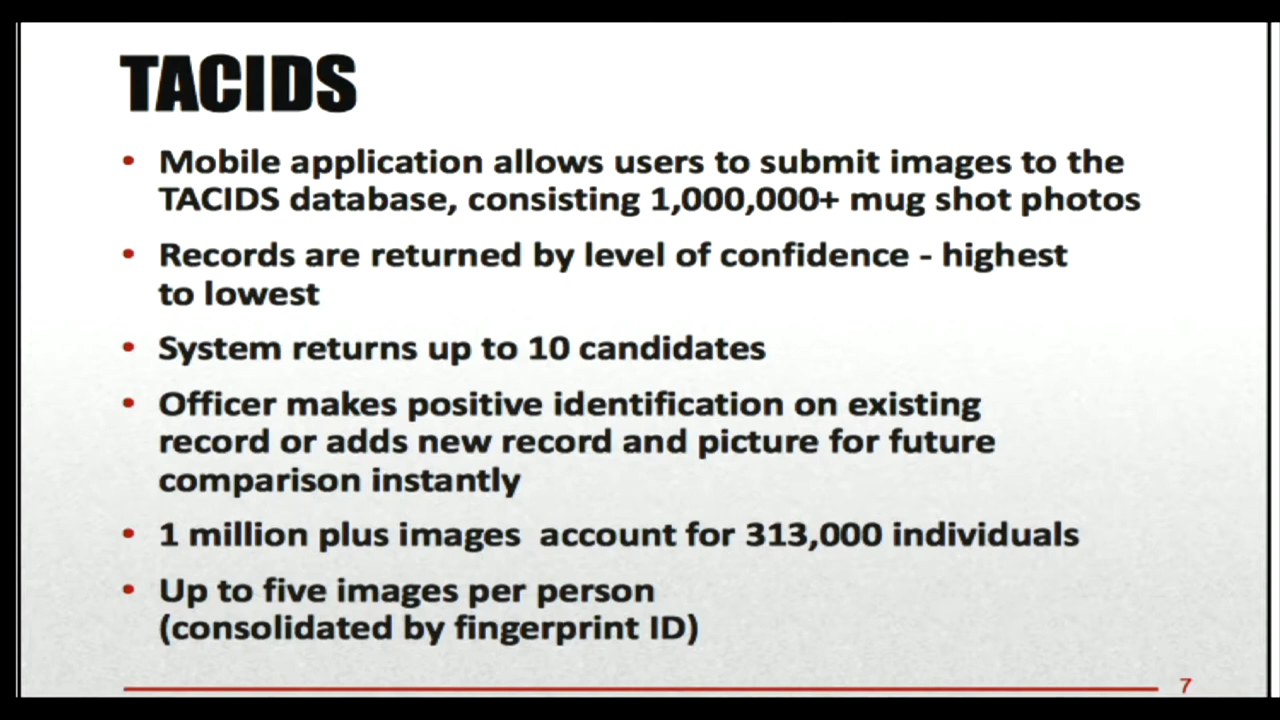 TACIDS
• Mobile application allows users to submit images to the
TACIDS database, consisting 1,000,000+ mug shot photos
• Records are returned by level of confidence - highest
to lowest
• System returns up to 10 candidates
• Officer makes positive identification on existing
record or adds new record and picture for future
comparison instantly
• 1 million plus images  account for 313,000 individuals
• Up to five images per person
(consolidated by fingerprint ID)
7